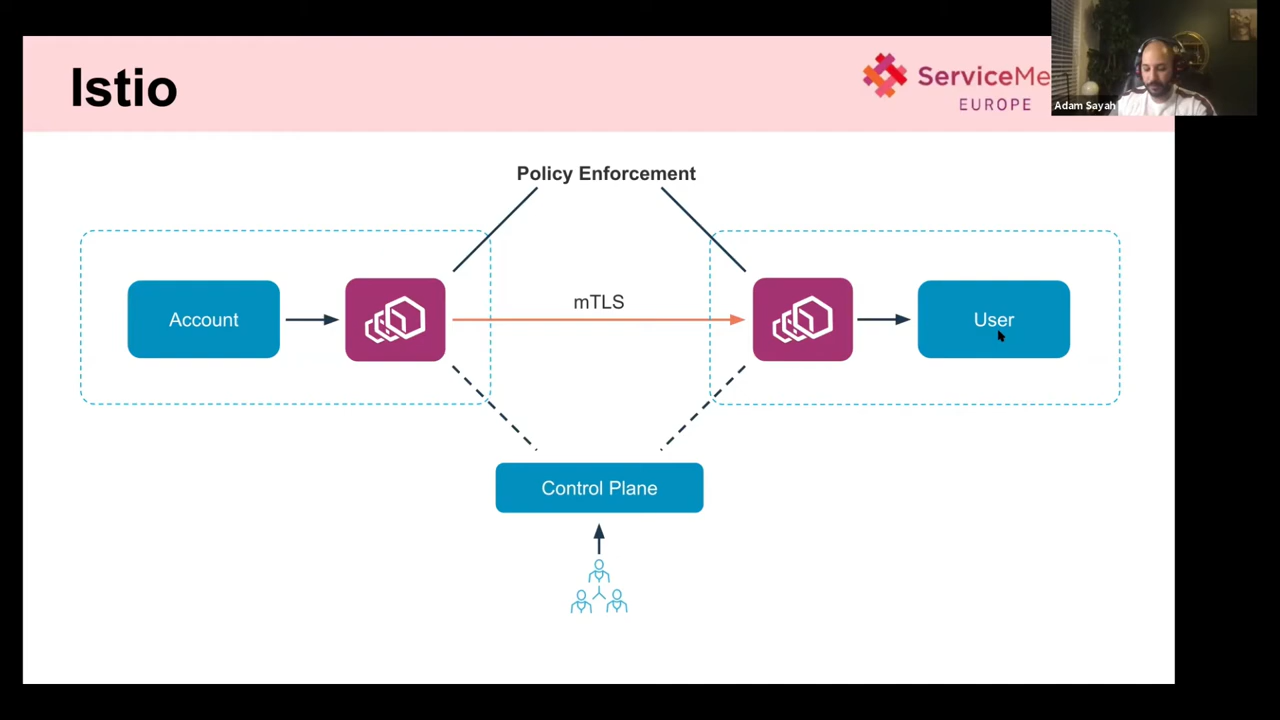 Istio
ServiceMe
EUROPE
Adam Sayah
Policy Enforcement
Account
mTLS
User
Control Plane